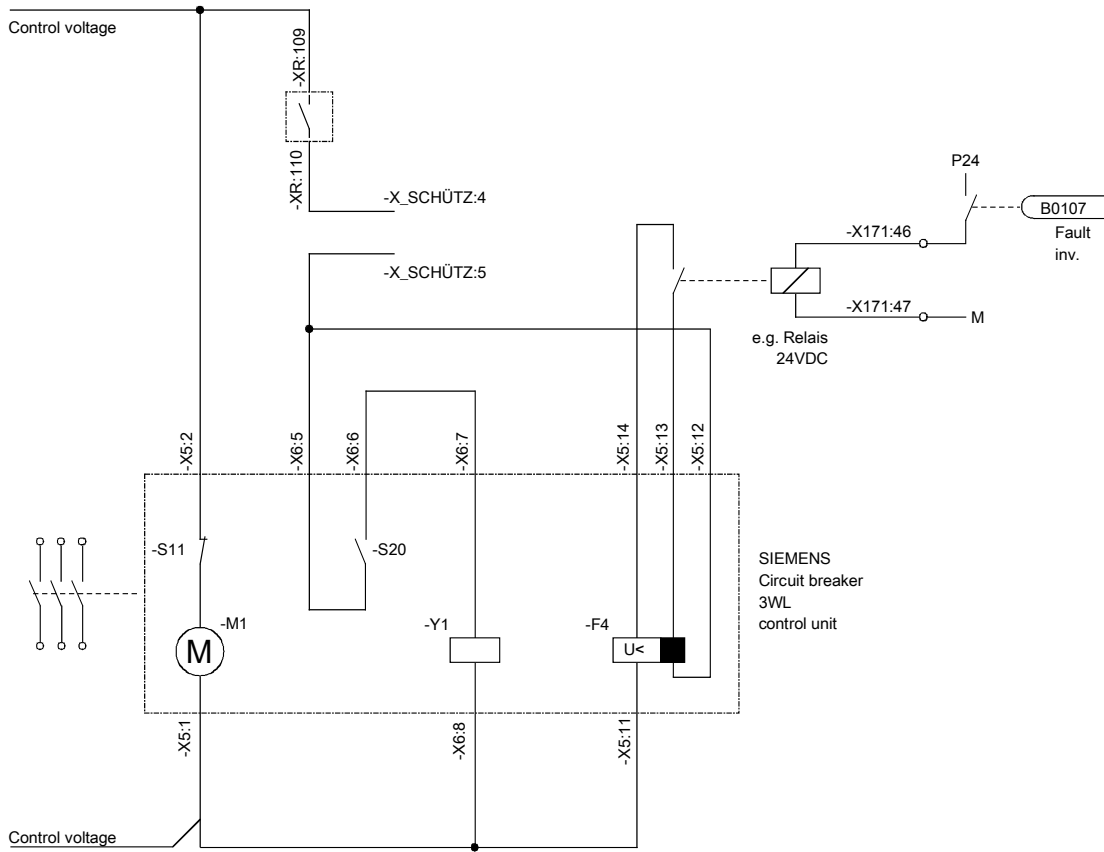 Control voltage
-XR:109
-XR:110
-X_SCHÜTZ:4
-X_SCHÜTZ:5
P24
B0107
Fault
inv.
-X171:46
-X171:47
M
e.g. Relais
24VDC
-X5:2
-X6:5
-X6:6
-X6:7
-X5:14
-X5:13
-X5:12
-S11
-S20
SIEMENS
Circuit breaker
3WL
control unit
-M1
M
-Y1
-F4
U<
-X5:1
-X6:8
-X5:11
Control voltage